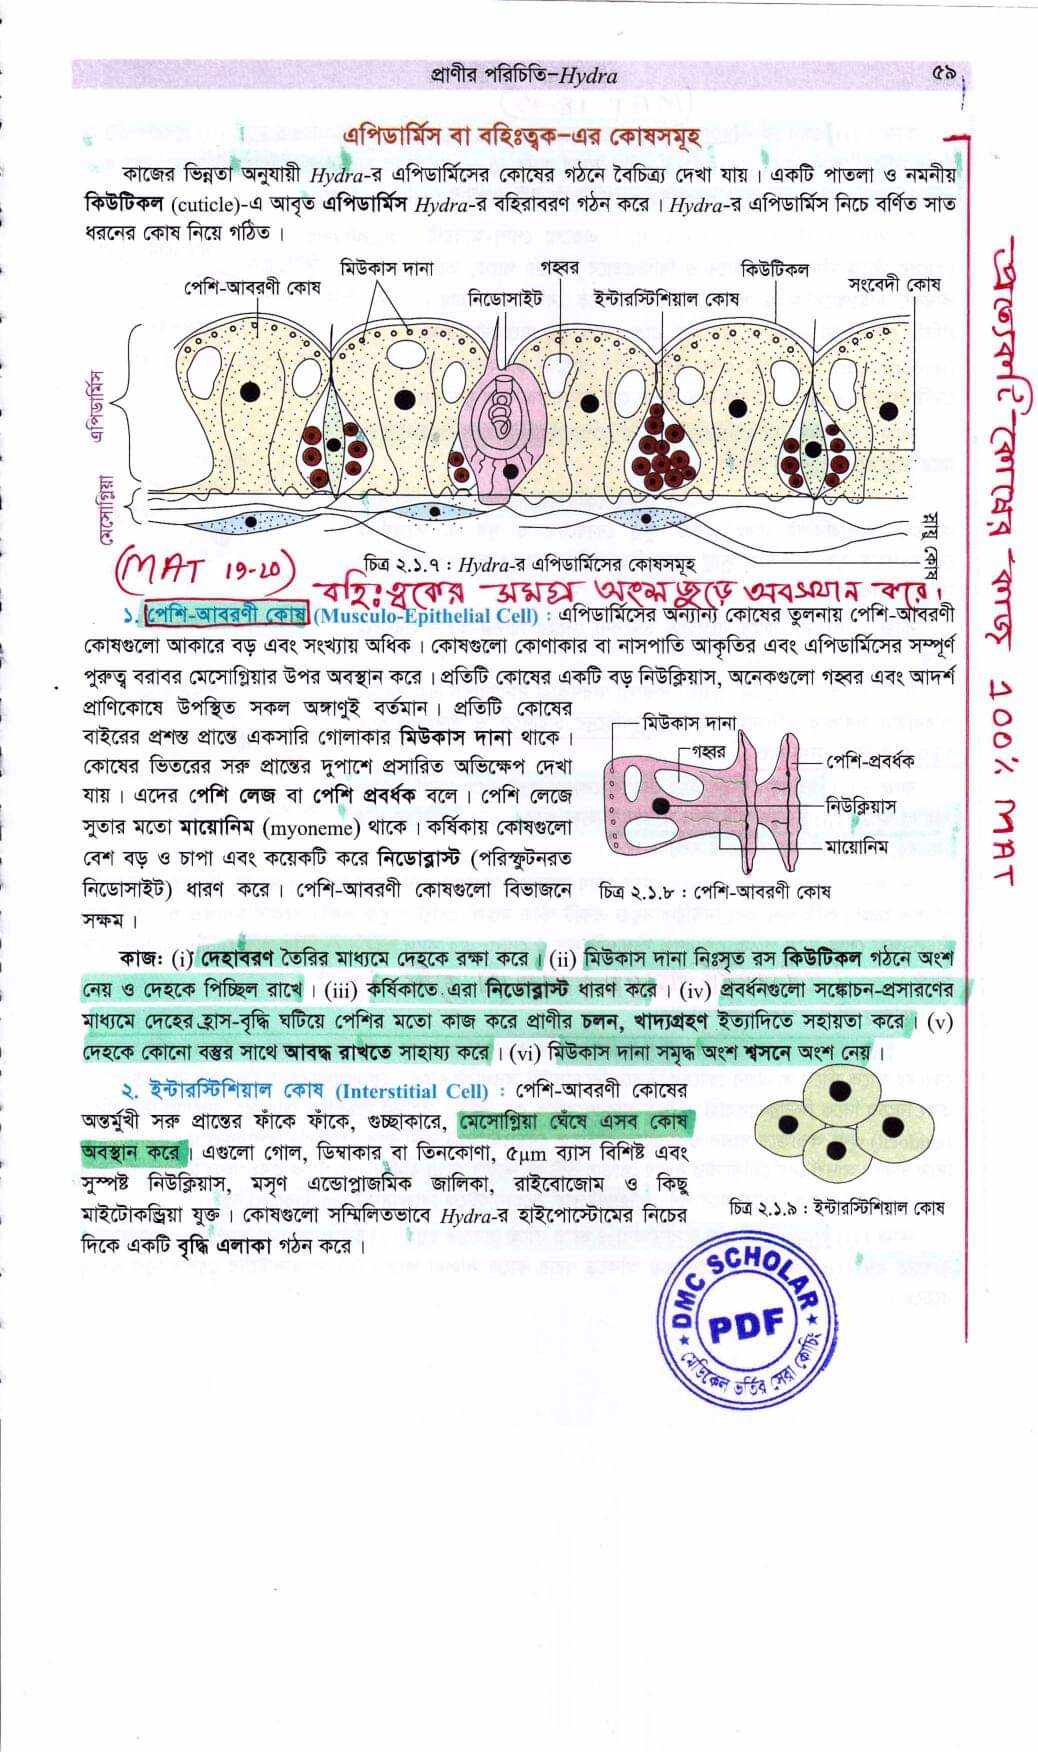 প্রাণীর পরিচিতি–Hydra
৫৯
এপিডার্মিস বা বহিঃত্বক–এর কোষসমূহ
কাজের ভিন্নতা অনুযায়ী Hydra-র এপিডার্মিসের কোষের গঠনে বৈচিত্র্য দেখা যায়। একটি পাতলা ও নমনীয়
কিউটিকল (cuticle)-এ আবৃত এপিডার্মিস Hydra-র বহিরাবরণ গঠন করে। Hydra-র এপিডার্মিস নিচে বর্ণিত সাত
ধরনের কোষ নিয়ে গঠিত।
পেশি-আবরণী কোষ
মিউকাস দানা
নিডোসাইট
গহ্বর
ইন্টারস্টিশিয়াল কোষ
কিউটিকল
সংবেদী কোষ
এপিডার্মিস
মেসোগ্লিয়া
স্নায়ু কোষ
চিত্র ২.১.৭ : Hydra-র এপিডার্মিসের কোষসমূহ
(MAT 19-20)
বহিঃত্বকের সমগ্র অংশ জুড়ে অবস্থান করে।
প্রত্যেকটি কোষের কাজ 100% MAT
১. পেশি-আবরণী কোষ (Musculo-Epithelial Cell) : এপিডার্মিসের অন্যান্য কোষের তুলনায় পেশি-আবরণী
কোষগুলো আকারে বড় এবং সংখ্যায় অধিক। কোষগুলো কোণাকার বা নাসপাতি আকৃতির এবং এপিডার্মিসের সম্পূর্ণ
পুরুত্ব বরাবর মেসোগ্লিয়ার উপর অবস্থান করে। প্রতিটি কোষের একটি বড় নিউক্লিয়াস, অনেকগুলো গহ্বর এবং আদর্শ
প্রাণিকোষে উপস্থিত সকল অঙ্গাণুই বর্তমান। প্রতিটি কোষের
বাইরের প্রশস্ত প্রান্তে একসারি গোলাকার মিউকাস দানা থাকে।
কোষের ভিতরের সরু প্রান্তের দুপাশে প্রসারিত অভিক্ষেপ দেখা
যায়। এদের পেশি লেজ বা পেশি প্রবর্ধক বলে। পেশি লেজে
সুতার মতো মায়োনিম (myoneme) থাকে। কর্ষিকায় কোষগুলো
বেশ বড় ও চাপা এবং কয়েকটি করে নিডোব্লাস্ট (পরিস্ফুটনরত
নিডোসাইট) ধারণ করে। পেশি-আবরণী কোষগুলো বিভাজনে
সক্ষম।
মিউকাস দানা
গহ্বর
পেশি-প্রবর্ধক
নিউক্লিয়াস
মায়োনিম
চিত্র ২.১.৮ : পেশি-আবরণী কোষ
কাজ: (i) দেহাবরণ তৈরির মাধ্যমে দেহকে রক্ষা করে। (ii) মিউকাস দানা নিঃসৃত রস কিউটিকল গঠনে অংশ
নেয় ও দেহকে পিচ্ছিল রাখে। (iii) কর্ষিকাতে এরা নিডোব্লাস্ট ধারণ করে। (iv) প্রবর্ধনগুলো সঙ্কোচন-প্রসারণের
মাধ্যমে দেহের হ্রাস-বৃদ্ধি ঘটিয়ে পেশির মতো কাজ করে প্রাণীর চলন, খাদ্যগ্রহণ ইত্যাদিতে সহায়তা করে। (v)
দেহকে কোনো বস্তুর সাথে আবদ্ধ রাখতে সাহায্য করে। (vi) মিউকাস দানা সমৃদ্ধ অংশ শ্বসনে অংশ নেয়।
২. ইন্টারস্টিশিয়াল কোষ (Interstitial Cell) : পেশি-আবরণী কোষের
অন্তর্মুখী সরু প্রান্তের ফাঁকে ফাঁকে, গুচ্ছাকারে, মেসোগ্লিয়া ঘেঁষে এসব কোষ
অবস্থান করে। এগুলো গোল, ডিম্বাকার বা তিনকোণা, ৫μm ব্যাস বিশিষ্ট এবং
সুস্পষ্ট নিউক্লিয়াস, মসৃণ এন্ডোপ্লাজমিক জালিকা, রাইবোজোম ও কিছু
মাইটোকন্ড্রিয়া যুক্ত। কোষগুলো সম্মিলিতভাবে Hydra-র হাইপোস্টোমের নিচের
দিকে একটি বৃদ্ধি এলাকা গঠন করে।
চিত্র ২.১.৯ : ইন্টারস্টিশিয়াল কোষ
DMC SCHOLAR
PDF
মেডিকেল ভর্তির সেরা কোচিং